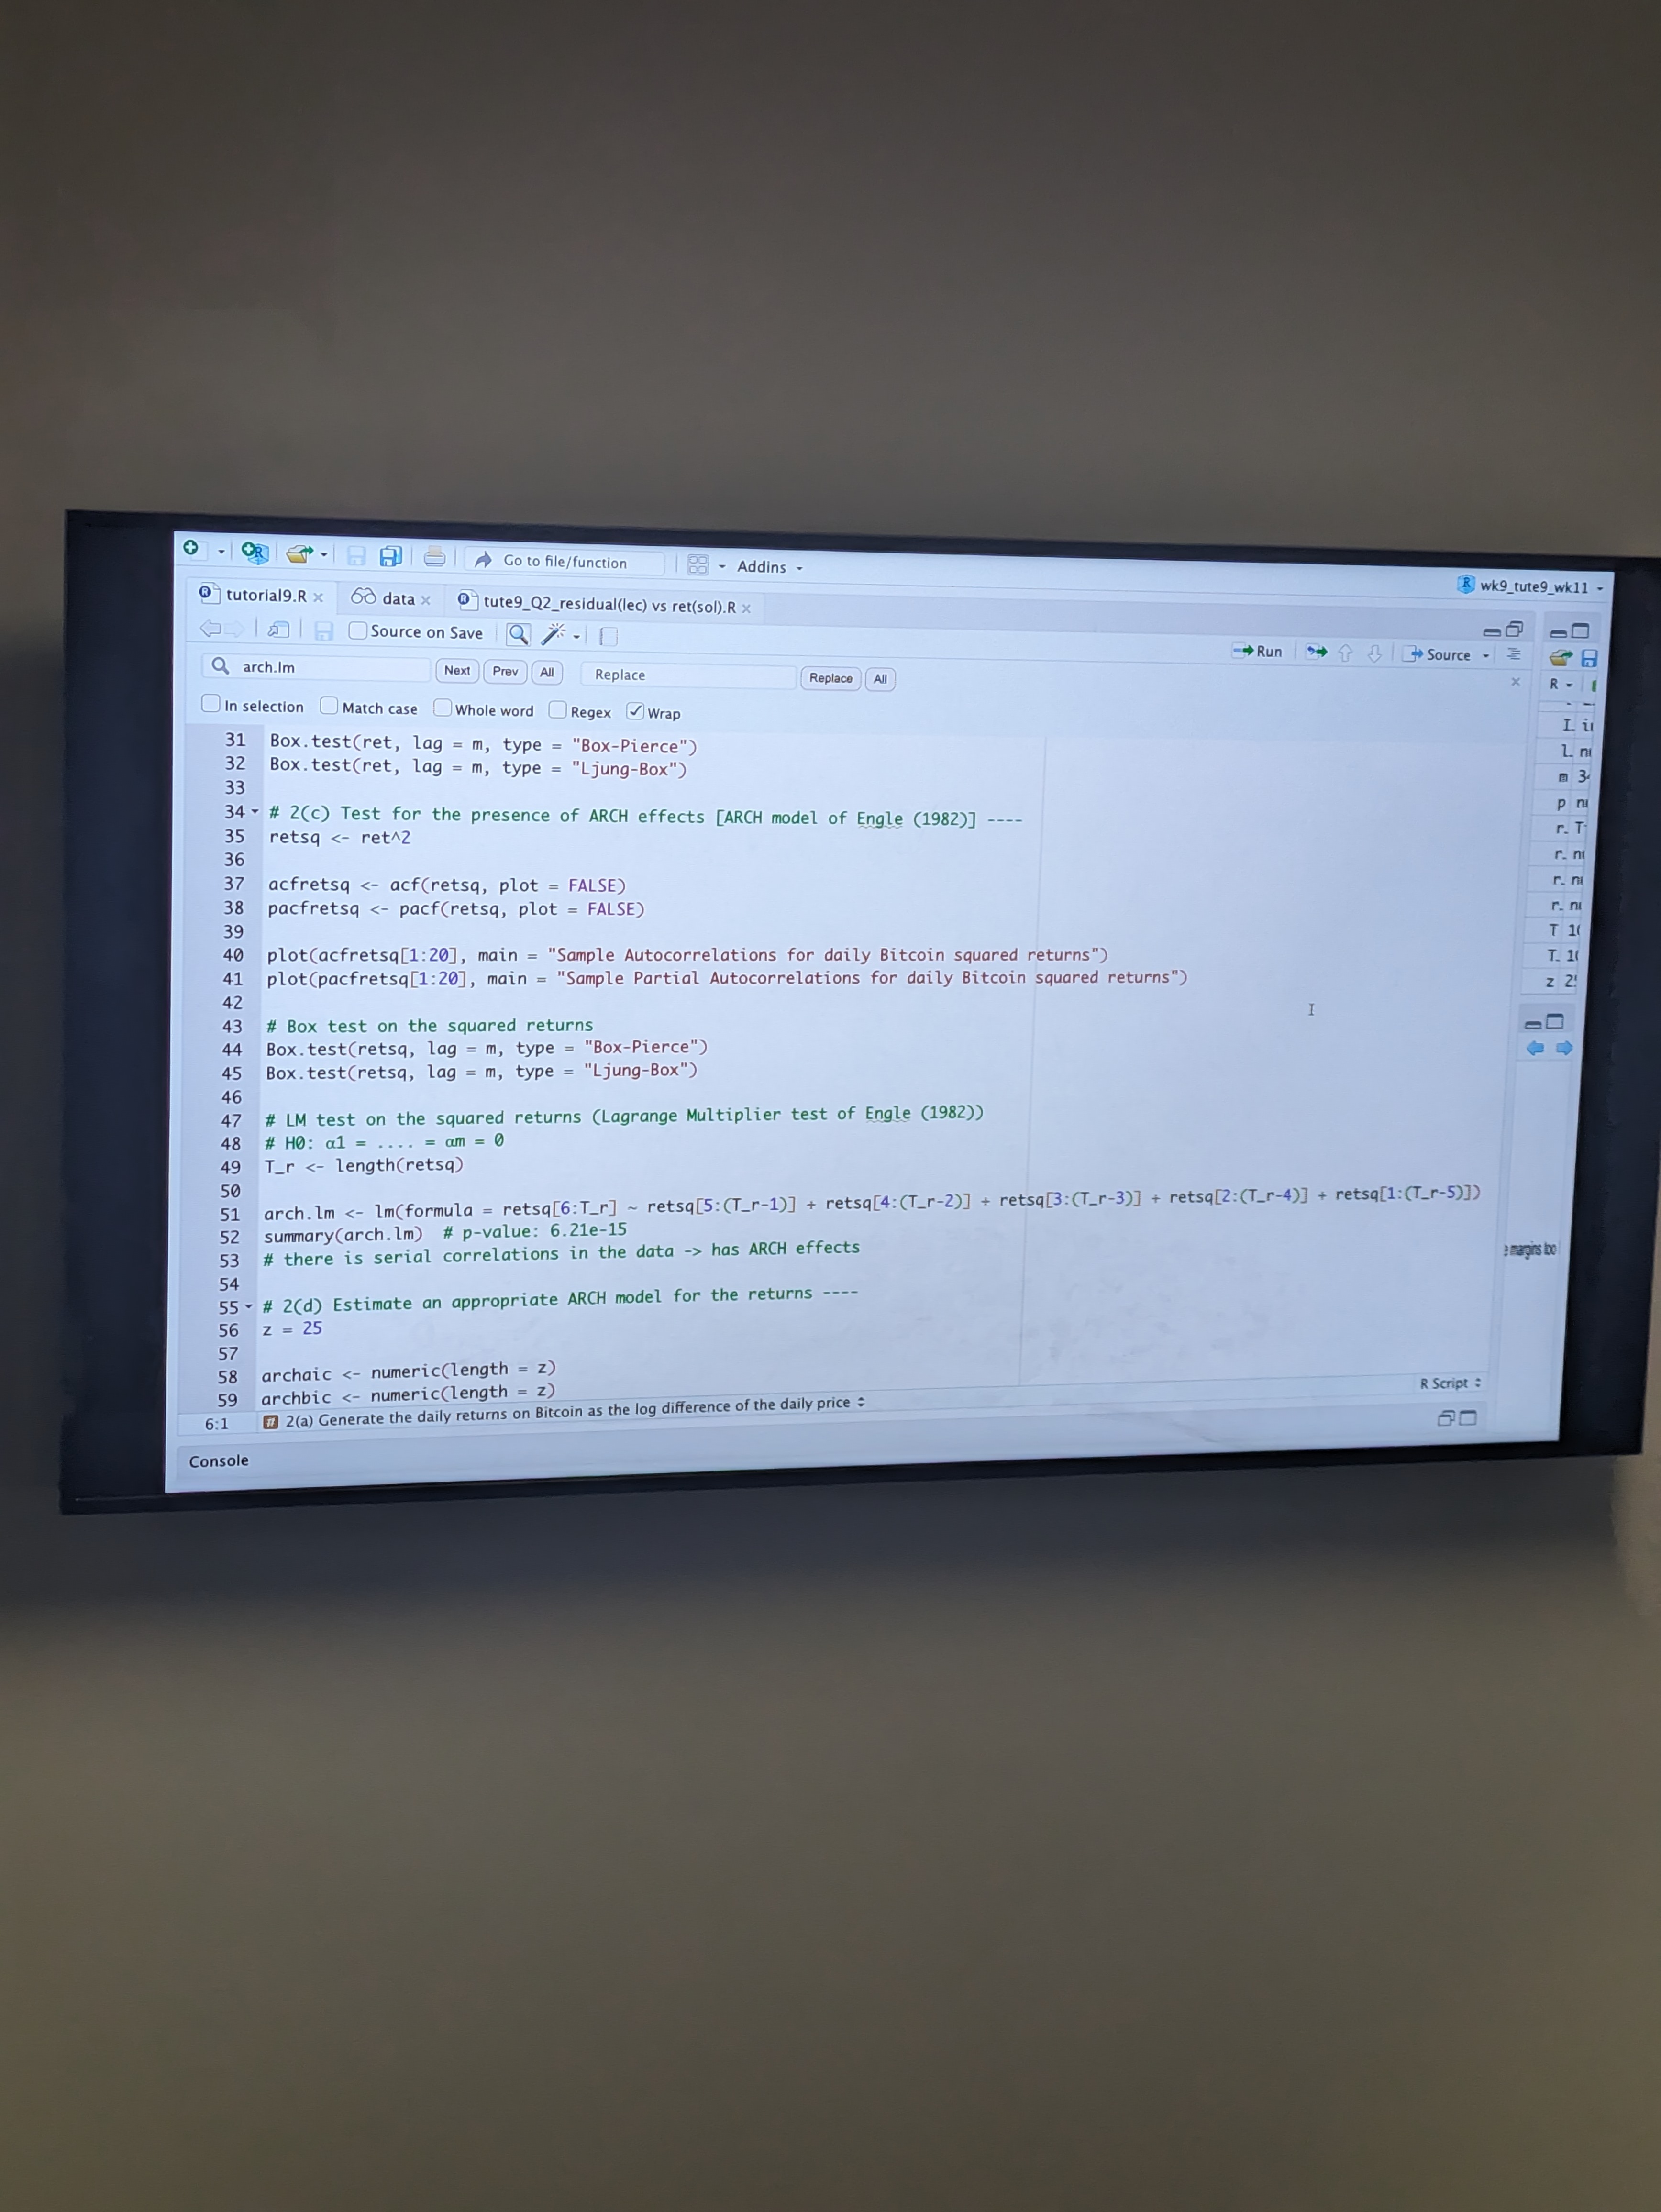 Go to file/function
Addins
wk9_tute9_wk11
tutorial9.R
data
tute9_Q2_residual(lec) vs ret(sol).R
Source on Save
Run
Source
arch.lm
Next
Prev
All
Replace
Replace
All
In selection
Match case
Whole word
Regex
Wrap
31 Box.test(ret, lag = m, type = "Box-Pierce")
32 Box.test(ret, lag = m, type = "Ljung-Box")
33
34 # 2(c) Test for the presence of ARCH effects [ARCH model of Engle (1982)] ----
35 retsq <- ret^2
36
37 acfretsq <- acf(retsq, plot = FALSE)
38 pacfretsq <- pacf(retsq, plot = FALSE)
39
40 plot(acfretsq[1:20], main = "Sample Autocorrelations for daily Bitcoin squared returns")
41 plot(pacfretsq[1:20], main = "Sample Partial Autocorrelations for daily Bitcoin squared returns")
42
43 # Box test on the squared returns
44 Box.test(retsq, lag = m, type = "Box-Pierce")
45 Box.test(retsq, lag = m, type = "Ljung-Box")
46
47 # LM test on the squared returns (Lagrange Multiplier test of Engle (1982))
48 # H0: α1 = .... = αm = 0
49 T_r <- length(retsq)
50
51 arch.lm <- lm(formula = retsq[6:T_r] ~ retsq[5:(T_r-1)] + retsq[4:(T_r-2)] + retsq[3:(T_r-3)] + retsq[2:(T_r-4)] + retsq[1:(T_r-5)])
52 summary(arch.lm) # p-value: 6.21e-15
53 # there is serial correlations in the data -> has ARCH effects
54
55 # 2(d) Estimate an appropriate ARCH model for the returns ----
56 z = 25
57
58 archaic <- numeric(length = z)
59 archbic <- numeric(length = z)
6:1
2(a) Generate the daily returns on Bitcoin as the log difference of the daily price
R Script
Console
R
margins too